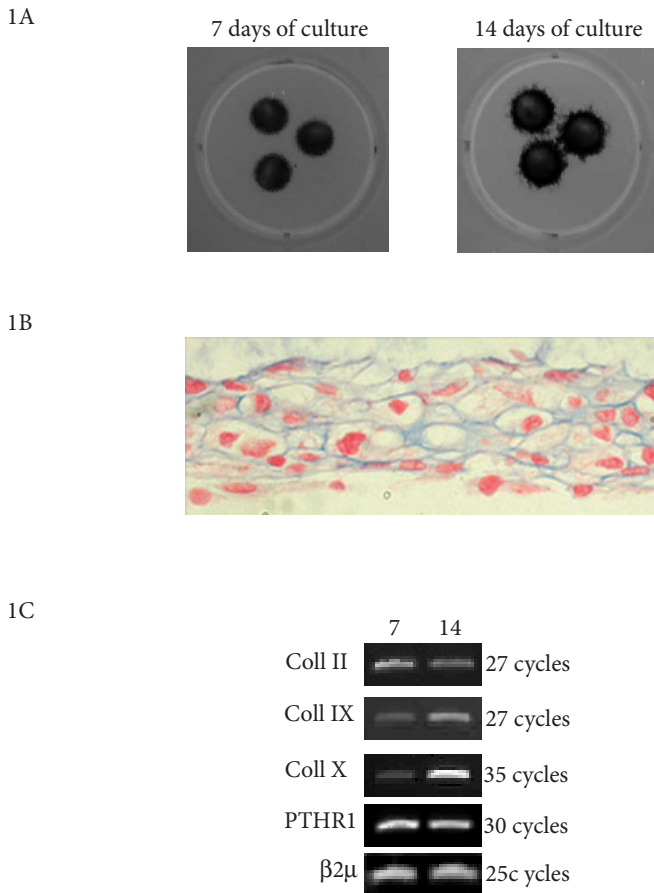 1A
7 days of culture 14 days of culture
1B
1C
7 14
Coll II 27 cycles
Coll IX 27 cycles
Coll X 35 cycles
PTHR1 30 cycles
β2μ 25c ycles